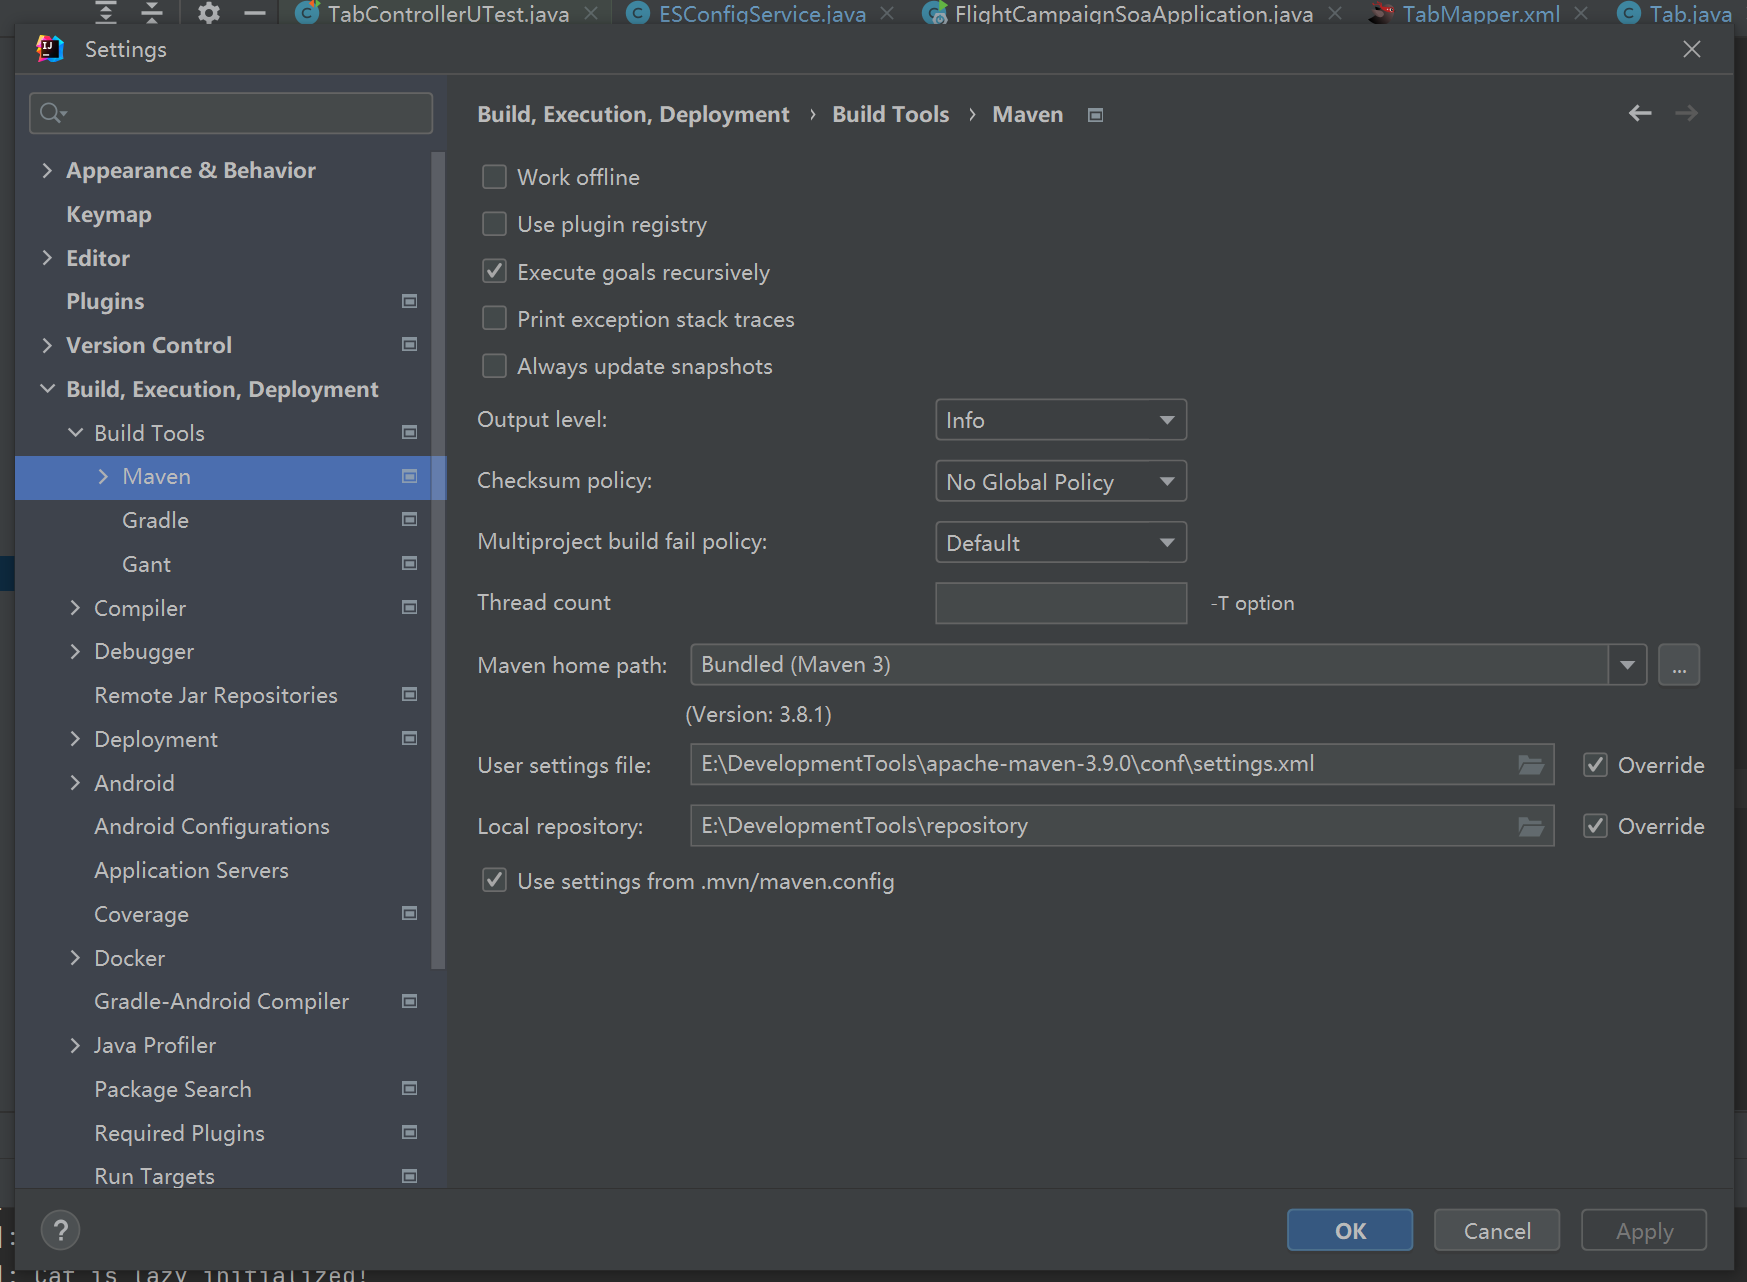 TabControllerUTest.java
ESConfigService.java
FlightCampaignSoaApplication.java
TabMapper.xml
Tab.java
Settings
Appearance & Behavior
Keymap
Editor
Plugins
Version Control
Build, Execution, Deployment
Build Tools
Maven
Gradle
Gant
Compiler
Debugger
Remote Jar Repositories
Deployment
Android
Android Configurations
Application Servers
Coverage
Docker
Gradle-Android Compiler
Java Profiler
Package Search
Required Plugins
Run Targets
Build, Execution, Deployment › Build Tools › Maven
Work offline
Use plugin registry
Execute goals recursively
Print exception stack traces
Always update snapshots
Output level: Info
Checksum policy: No Global Policy
Multiproject build fail policy: Default
Thread count -T option
Maven home path: Bundled (Maven 3) ...
(Version: 3.8.1)
User settings file: E:\DevelopmentTools\apache-maven-3.9.0\conf\settings.xml Override
Local repository: E:\DevelopmentTools\repository Override
Use settings from .mvn/maven.config
? OK Cancel Apply
]:
]: Cat is lazy initialized!